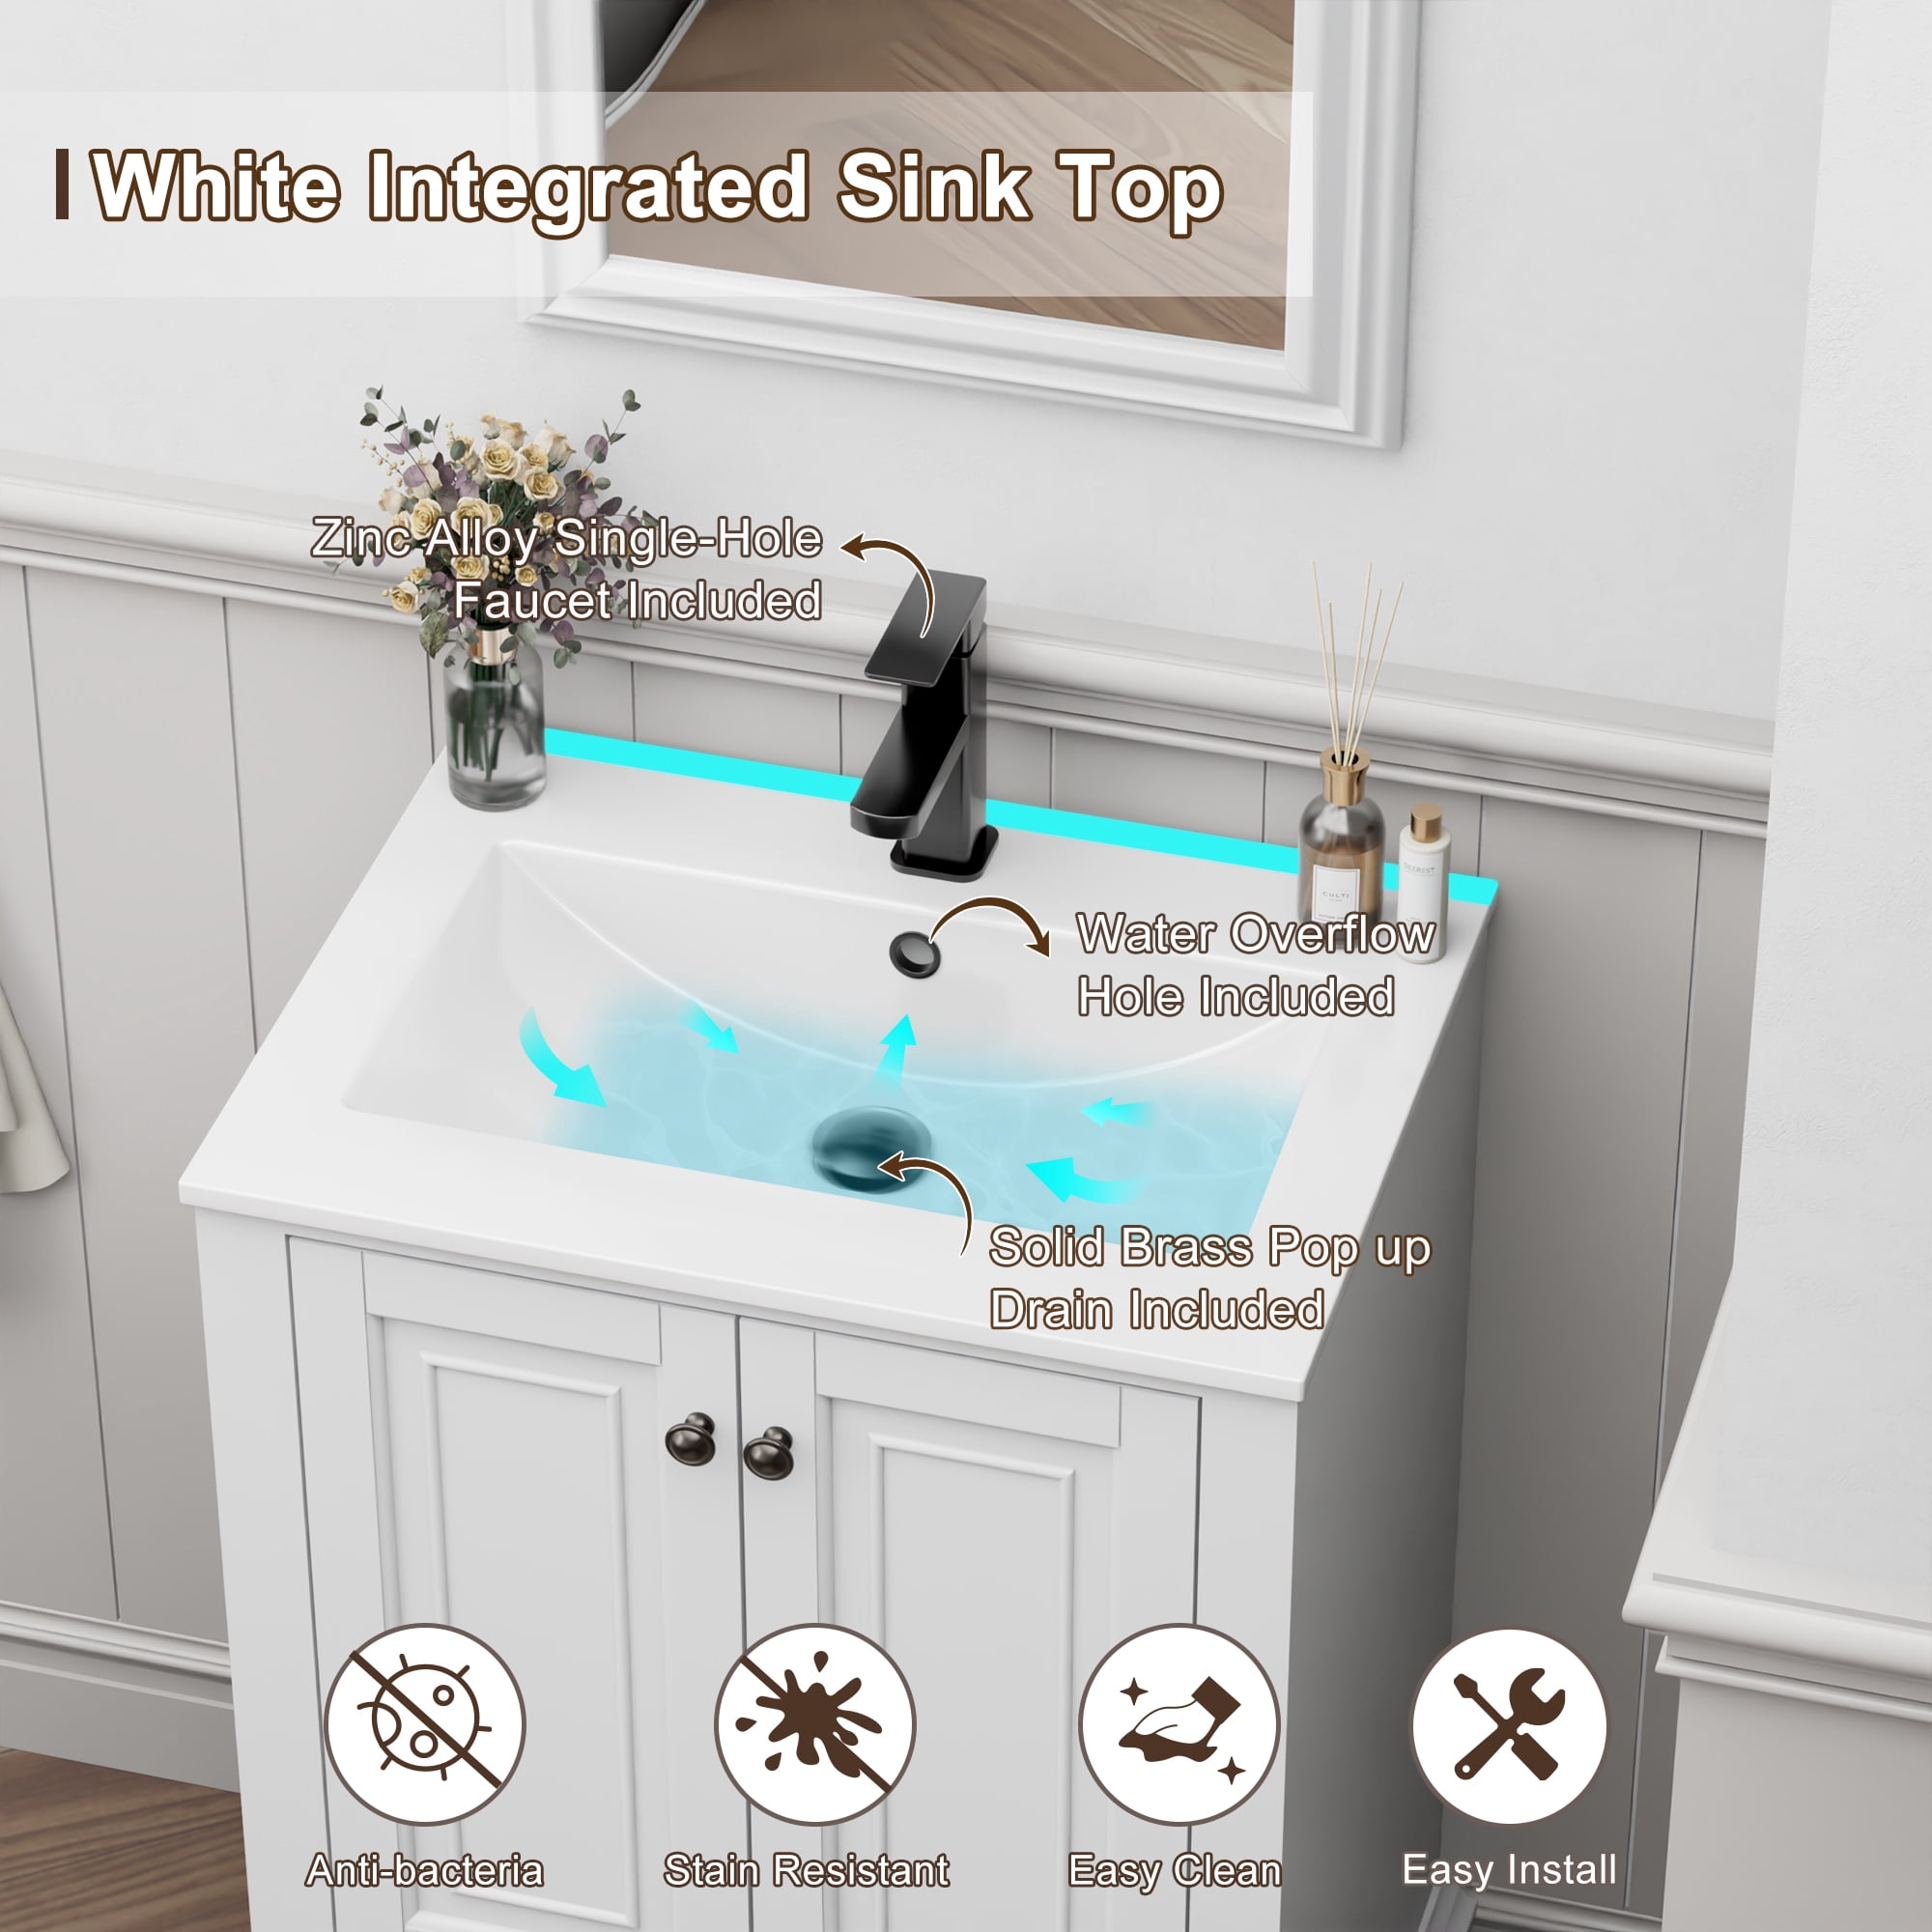 White Integrated Sink Top
Zinc Alloy Single-Hole
Faucet Included
CULTI
Water Overflow
Hole Included
Solid Brass Pop up
Drain Included
Anti-bacteria
Stain Resistant
Easy Clean
Easy Install